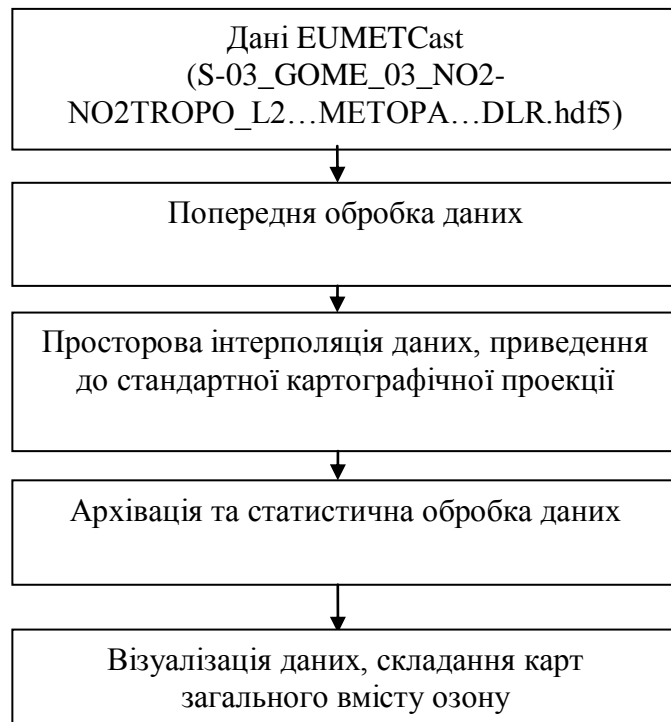 Дані EUMETCast
(S-03_GOME_03_NO2-
NO2TROPO_L2…METOPA…DLR.hdf5)
Попередня обробка даних
Просторова інтерполяція даних, приведення
до стандартної картографічної проекції
Архівація та статистична обробка даних
Візуалізація даних, складання карт
загального вмісту озону